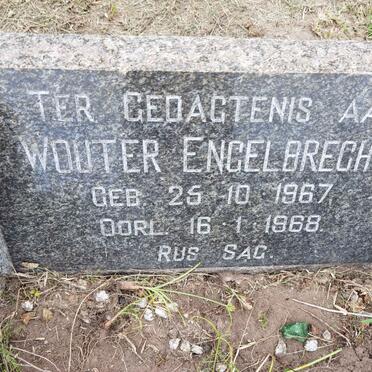 TER GEDAGTENIS AA
WOUTER ENGELBRECH
GEB. 25-10 1967
OORL. 16-1-1968.
RUS SAG.